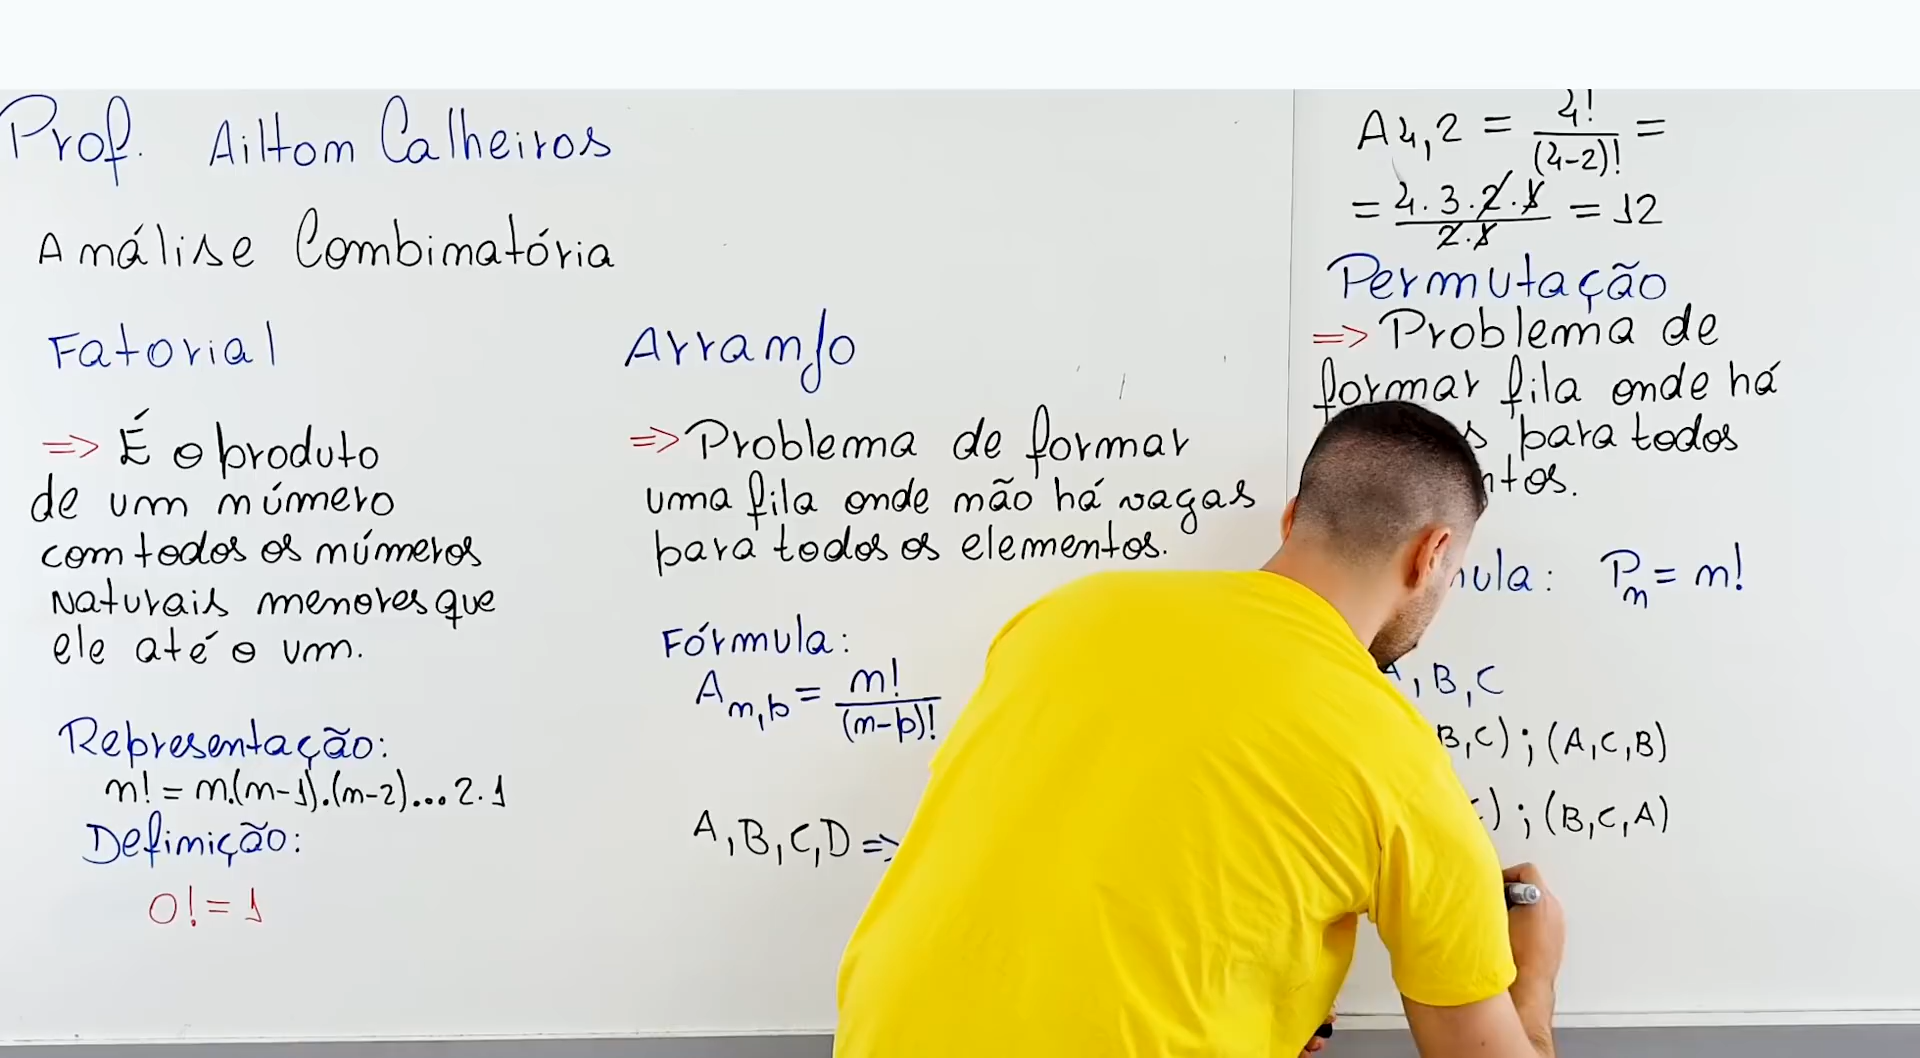 Prof. Ailton Calheiros
Análise Combinatória
Fatorial
=> É o produto
de um número
com todos os números
Naturais menores que
ele até o um.
Representação:
n! = n.(n-1).(n-2)...2.1
Definição:
0! = 1
Arranjo
=> Problema de formar
uma fila onde não há vagas
para todos os elementos.
Fórmula:
An,p = n!/(n-p)!
A,B,C,D =>
A4,2 = 4!/(4-2)! =
= 4.3.2.1/2.1 = 12
Permutação
=> Problema de
formar fila onde há
para todos
ntos.
mula: Pn = n!
A,B,C
B,C) ; (A,C,B)
) ; (B,C,A)